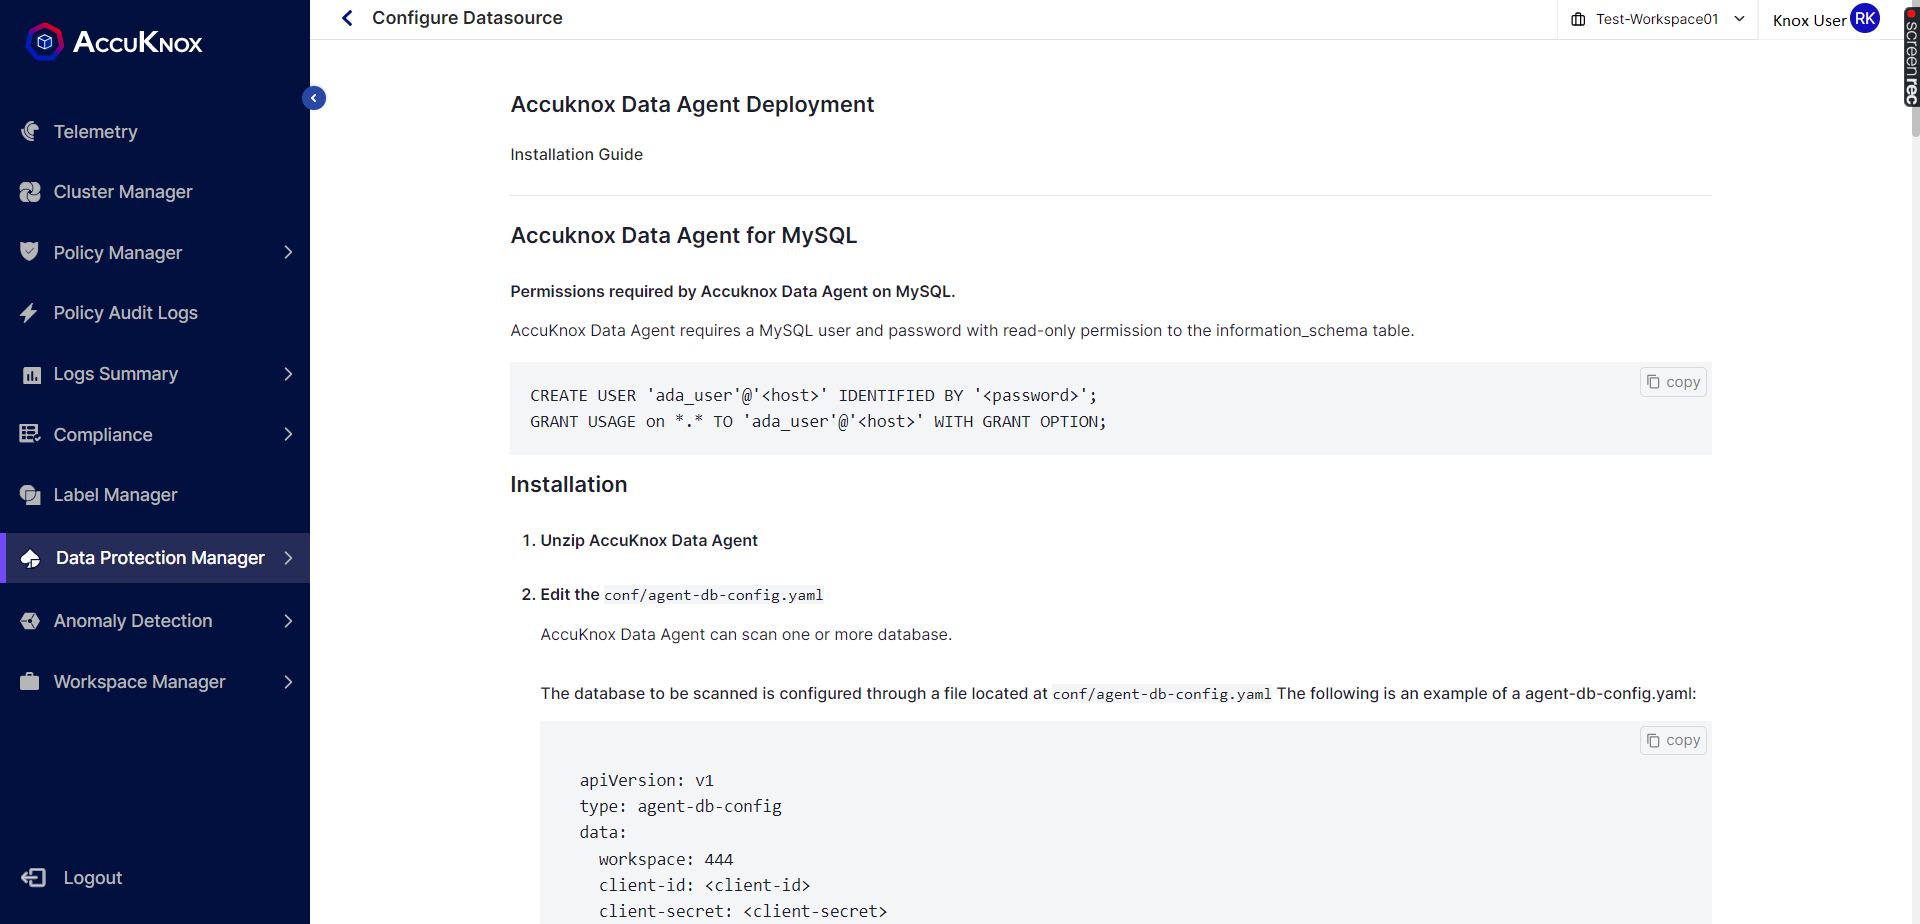 ACCUKNOX
Telemetry
Cluster Manager
Policy Manager
Policy Audit Logs
Logs Summary
Compliance
Label Manager
Data Protection Manager
Anomaly Detection
Workspace Manager
Logout
Configure Datasource
Test-Workspace01
Knox User RK
screenrec
Accuknox Data Agent Deployment
Installation Guide
Accuknox Data Agent for MySQL
Permissions required by Accuknox Data Agent on MySQL.
AccuKnox Data Agent requires a MySQL user and password with read-only permission to the information_schema table.
copy
CREATE USER 'ada_user'@'<host>' IDENTIFIED BY '<password>';
GRANT USAGE on *.* TO 'ada_user'@'<host>' WITH GRANT OPTION;
Installation
1. Unzip AccuKnox Data Agent
2. Edit the conf/agent-db-config.yaml
AccuKnox Data Agent can scan one or more database.
The database to be scanned is configured through a file located at conf/agent-db-config.yaml The following is an example of a agent-db-config.yaml:
copy
apiVersion: v1
type: agent-db-config
data:
workspace: 444
client-id: <client-id>
client-secret: <client-secret>